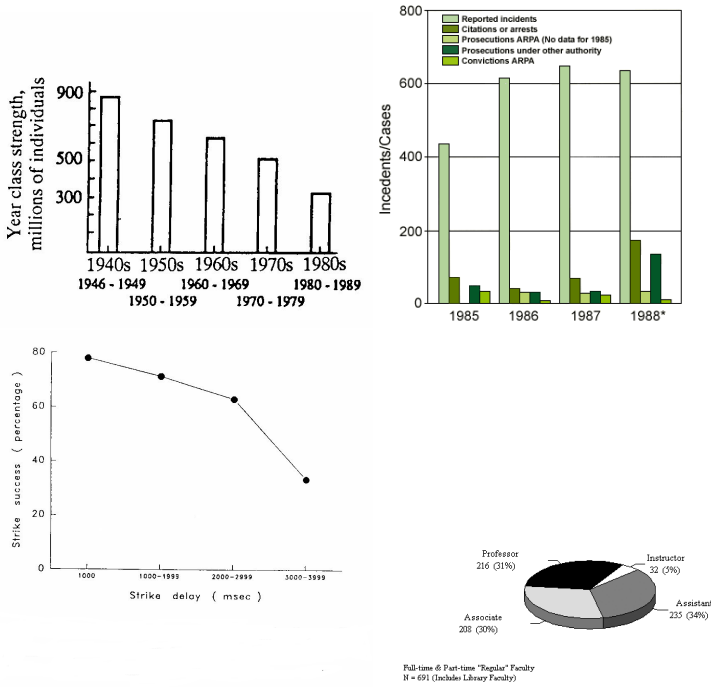 Year class strength,
millions of individuals
900
500
300
1940s 1950s 1960s 1970s 1980s
1946 - 1949 1960 - 1969 1980 - 1989
1950 - 1959 1970 - 1979
Incedents/Cases
800
600
400
200
0
Reported incidents
Citations or arrests
Prosecutions ARPA (No data for 1985)
Prosecutions under other authority
Convictions ARPA
1985 1986 1987 1988*
Strike success ( percentage )
80
60
40
20
0
1000 1000-1999 2000-2999 3000-3999
Strike delay ( msec )
Professor
216 (31%)
Instructor
32 (5%)
Assistant
235 (34%)
Associate
208 (30%)
Full-time & Part-time "Regular" Faculty
N = 691 (Includes Library Faculty)